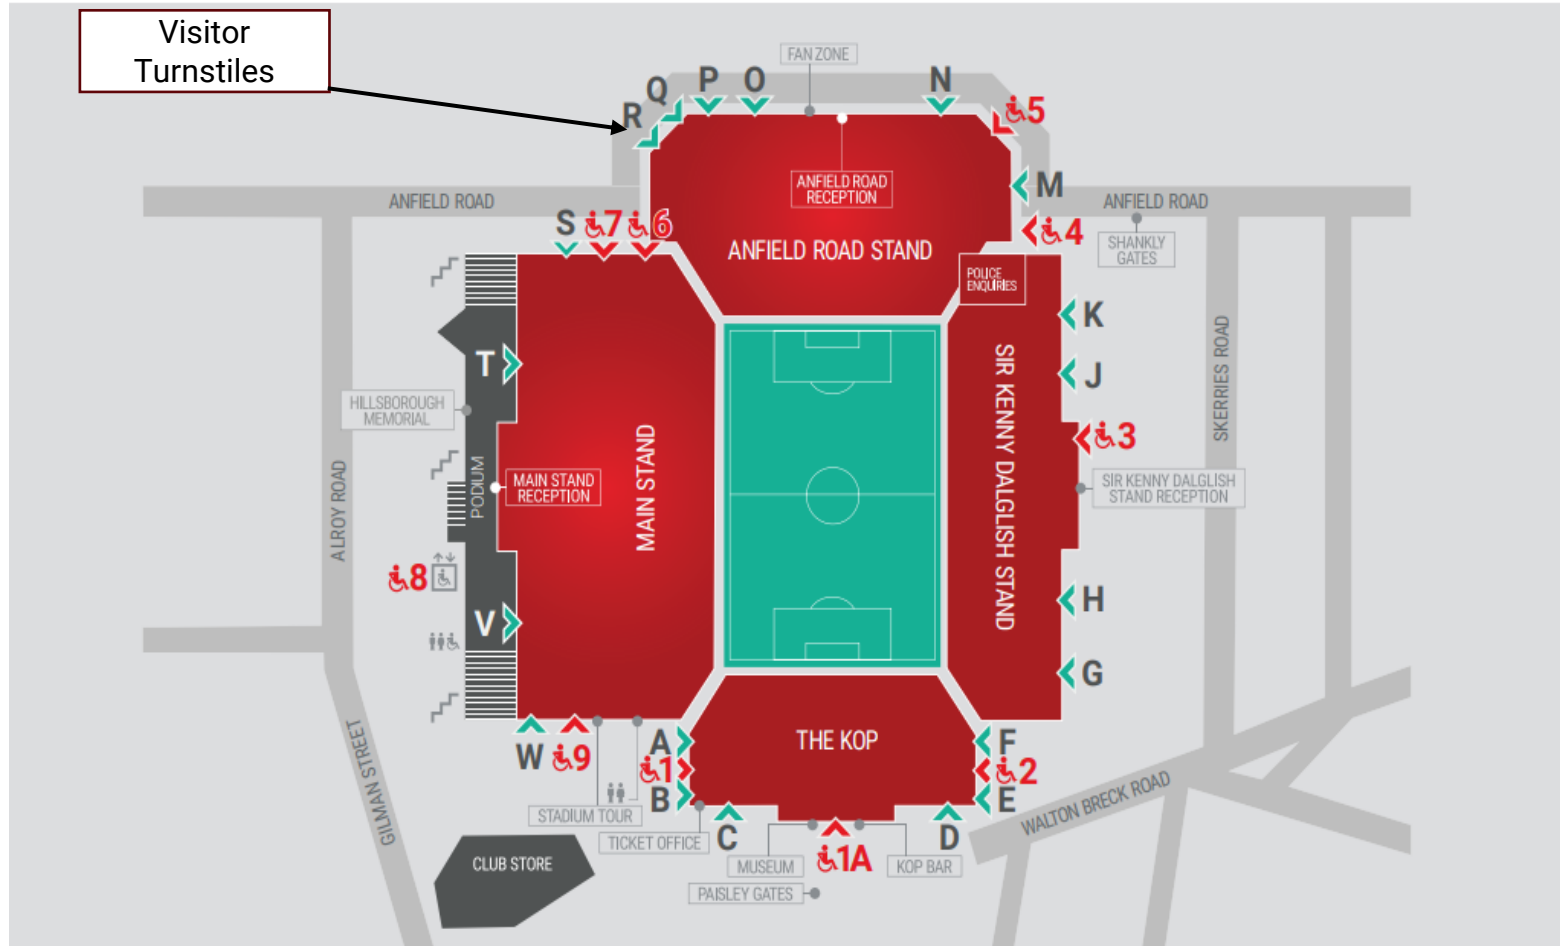 Visitor
Turnstiles
FAN ZONE
R
Q
P
O
N
5
ANFIELD ROAD
RECEPTION
M
ANFIELD ROAD
ANFIELD ROAD
S
7
6
4
SHANKLY
GATES
ANFIELD ROAD STAND
POLICE
ENQUIRIES
K
T
J
HILLSBOROUGH
MEMORIAL
SKERRIES ROAD
3
MAIN STAND
SIR KENNY DALGLISH STAND
PODIUM
MAIN STAND
RECEPTION
SIR KENNY DALGLISH
STAND RECEPTION
ALROY ROAD
8
H
V
G
GILMAN STREET
W
9
A
1
B
THE KOP
F
2
E
STADIUM TOUR
TICKET OFFICE
C
D
WALTON BRECK ROAD
CLUB STORE
MUSEUM
1A
KOP BAR
PAISLEY GATES